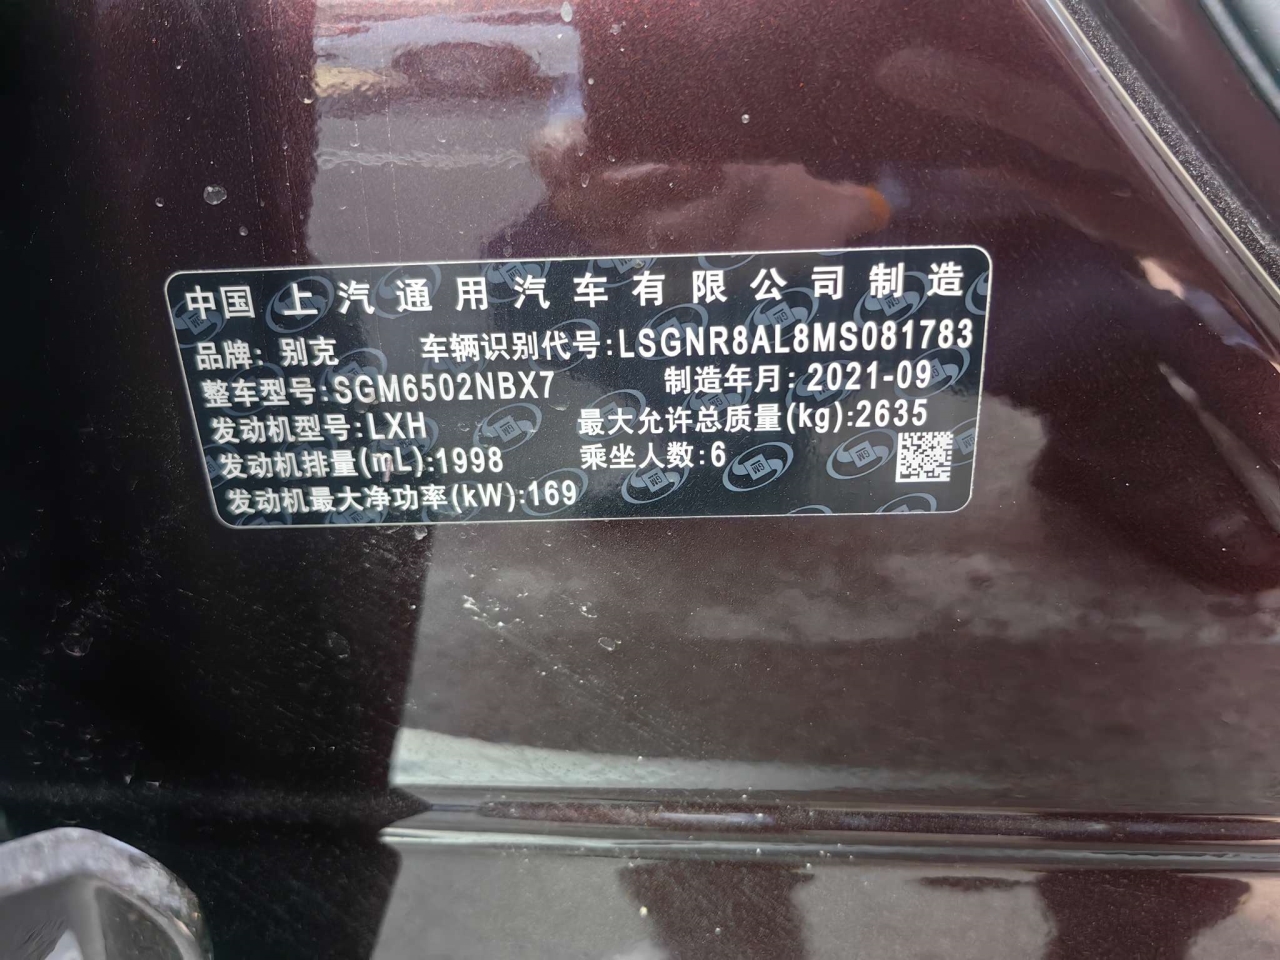 中国 上汽通用汽车有限公司制造
品牌: 别克 车辆识别代号:LSGNR8AL8MS081783
整车型号:SGM6502NBX7 制造年月: 2021-09
发动机型号:LXH 最大允许总质量(kg):2635
发动机排量(mL):1998 乘坐人数:6
发动机最大净功率(kW):169